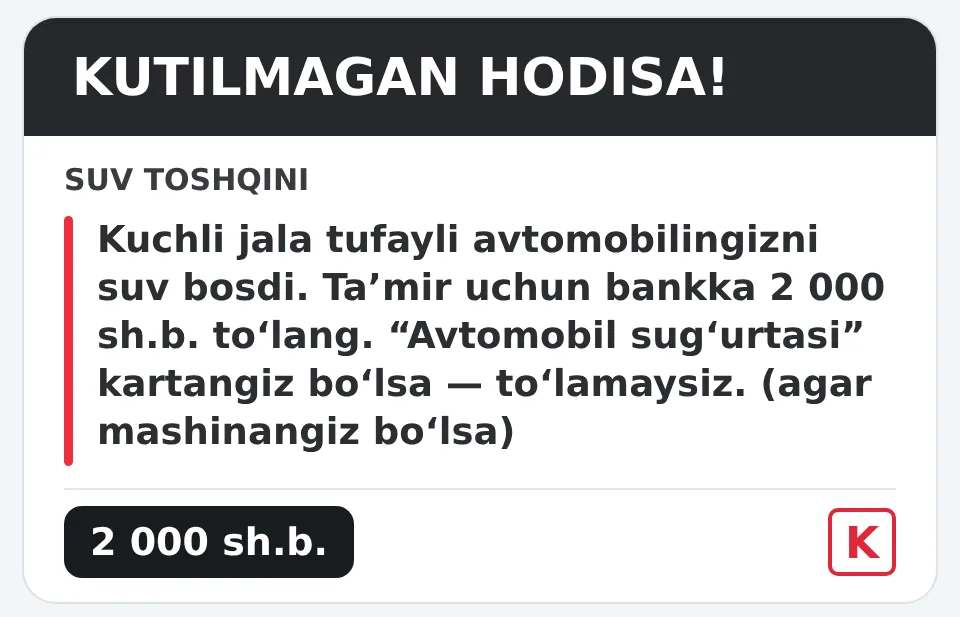 KUTILMAGAN HODISA!
SUV TOSHQINI
Kuchli jala tufayli avtomobilingizni
suv bosdi. Ta’mir uchun bankka 2 000
sh.b. to‘lang. “Avtomobil sug‘urtasi”
kartangiz bo‘lsa — to‘lamaysiz. (agar
mashinangiz bo‘lsa)
2 000 sh.b.
K